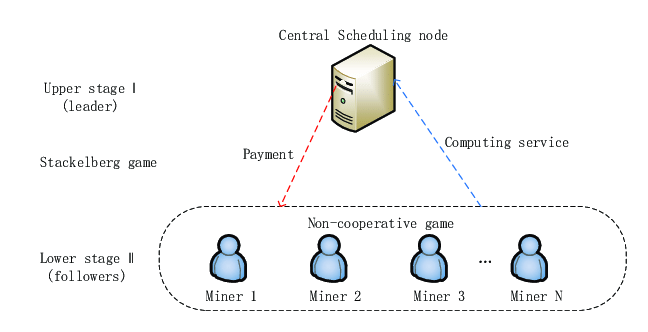 Central Scheduling node
Upper stage Ⅰ
(leader)
Computing service
Payment
Stackelberg game
Non-cooperative game
Lower stage Ⅱ
(followers)
...
Miner 1
Miner 2
Miner 3
Miner N